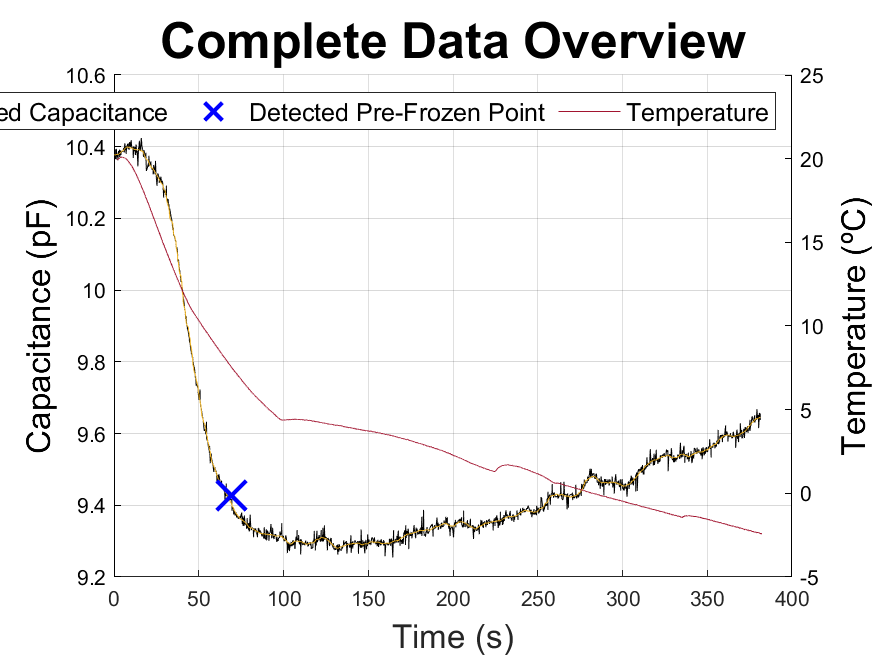 Complete Data Overview
ed Capacitance Detected Pre-Frozen Point Temperature
Capacitance (pF)
10.6
10.4
10.2
10
9.8
9.6
9.4
9.2
25
20
15
10
5
0
-5
Temperature (ºC)
0 50 100 150 200 250 300 350 400
Time (s)